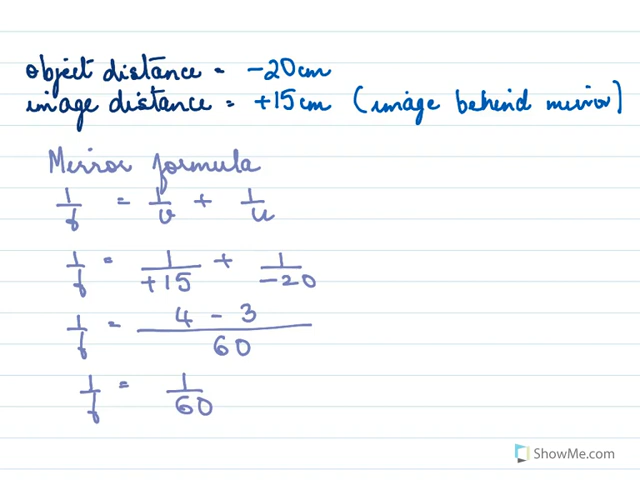 object distance = -20cm
image distance = +15cm (image behind mirror)
Mirror formula
1/f = 1/v + 1/u
1/f = 1/+15 + 1/-20
1/f = 4 - 3/60
1/f = 1/60
ShowMe.com